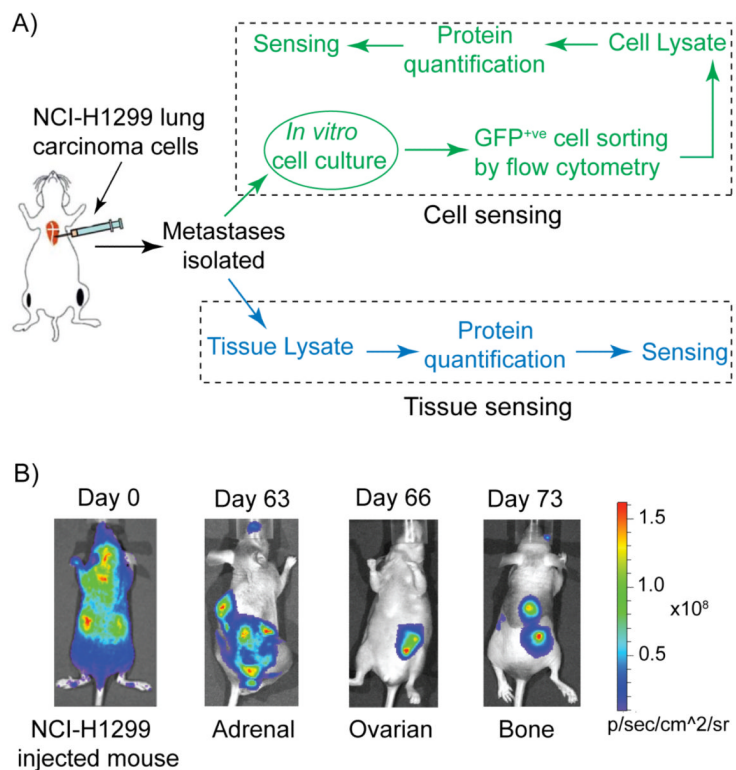 A)
NCI-H1299 lung
carcinoma cells
Metastases
isolated
Sensing
Protein
quantification
Cell Lysate
In vitro
cell culture
GFP+ve cell sorting
by flow cytometry
Cell sensing
Tissue Lysate
Protein
quantification
Sensing
Tissue sensing
B)
Day 0
Day 63
Day 66
Day 73
1.5
1.0
x10⁸
0.5
p/sec/cm^2/sr
NCI-H1299
injected mouse
Adrenal
Ovarian
Bone